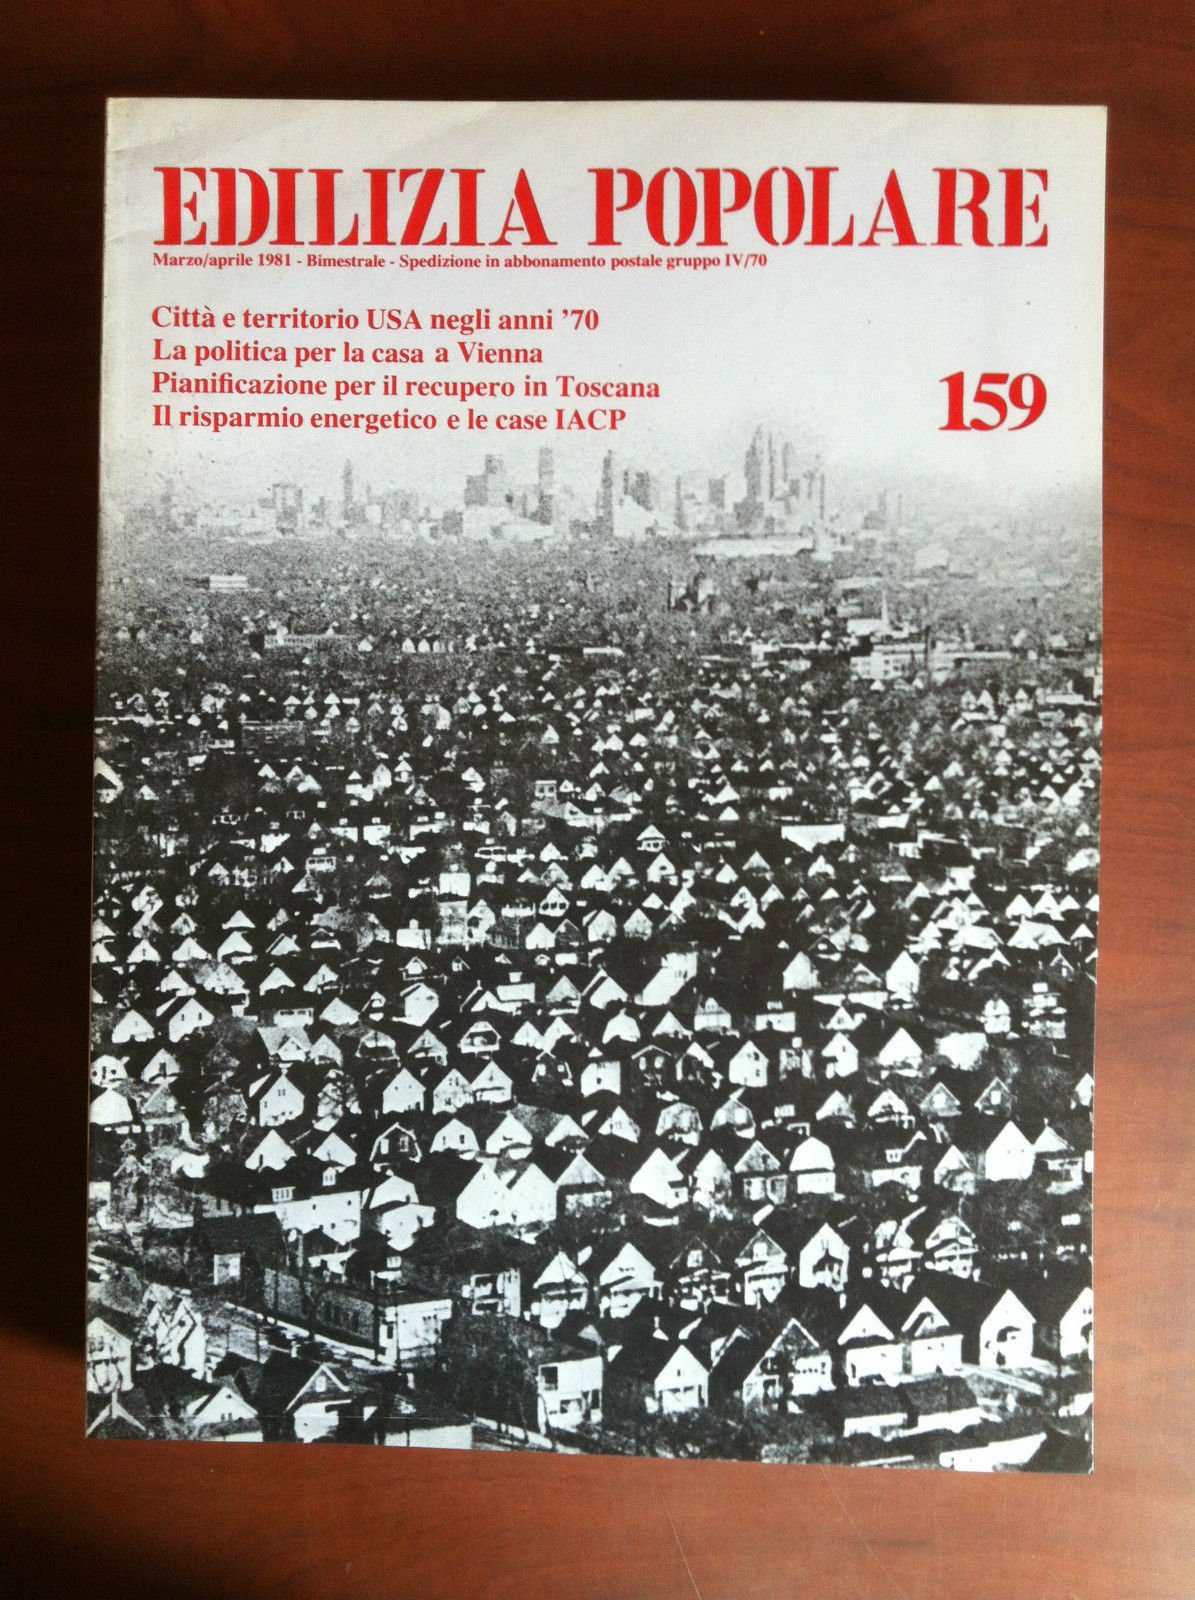 EDILIZIA POPOLARE
Marzo/aprile 1981 - Bimestrale - Spedizione in abbonamento postale gruppo IV/70
Città e territorio USA negli anni ’70
La politica per la casa a Vienna
Pianificazione per il recupero in Toscana
Il risparmio energetico e le case IACP
159